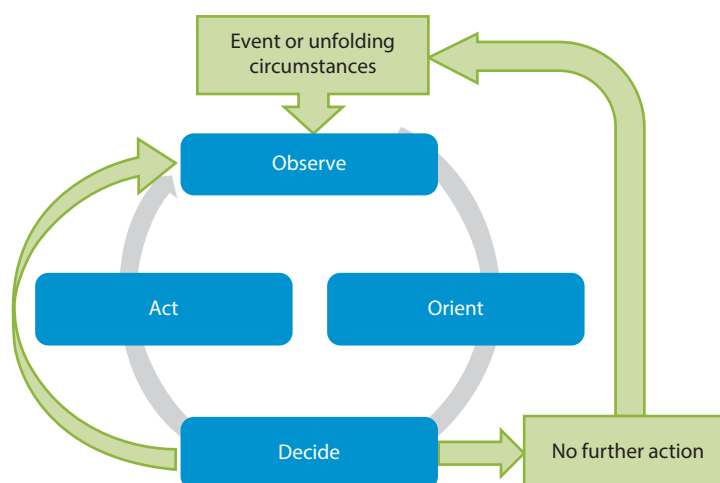 Event or unfolding
circumstances
Observe
Act
Orient
Decide
No further action